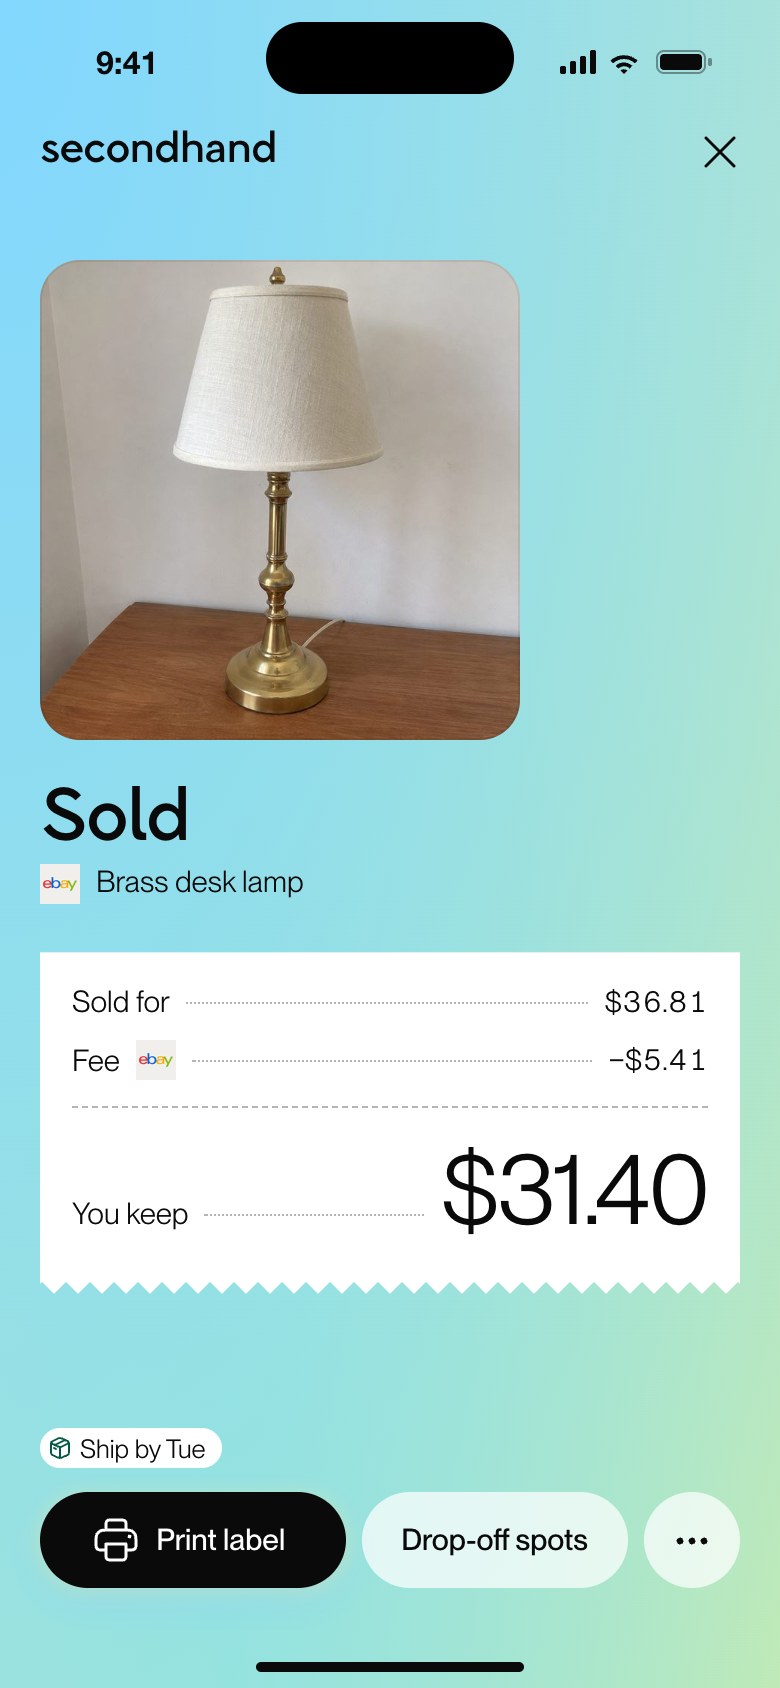 9:41
secondhand
Sold
ebay Brass desk lamp
Sold for $36.81
Fee ebay –$5.41
You keep $31.40
Ship by Tue
Print label Drop-off spots